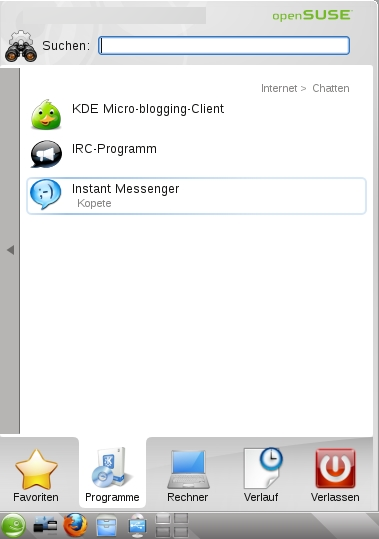 openSUSE
Suchen:
Internet > Chatten
KDE Micro-blogging-Client
IRC-Programm
Instant Messenger
Kopete
Favoriten Programme Rechner Verlauf Verlassen